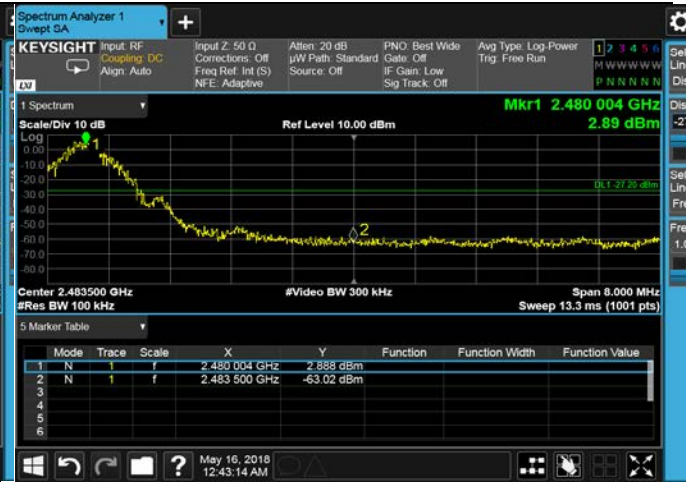 Spectrum Analyzer 1
Swept SA
+
KEYSIGHT Input: RF Input Z: 50 Ω Atten: 20 dB PNO: Best Wide Avg Type: Log-Power 1 2 3 4 5 6
Coupling: DC Corrections: Off µW Path: Standard Gate: Off Trig: Free Run M W W W W W
Align: Auto Freq Ref: Int (S) Source: Off IF Gain: Low
LXI NFE: Adaptive Sig Track: Off P N N N N N
1 Spectrum Mkr1 2.480 004 GHz
Scale/Div 10 dB Ref Level 10.00 dBm 2.89 dBm
Log
0.00
-10.0
-20.0
DL1 -27.20 dBm
-30.0
-40.0
-50.0
-60.0
-70.0
-80.0
1
2
Center 2.483500 GHz #Video BW 300 kHz Span 8.000 MHz
#Res BW 100 kHz Sweep 13.3 ms (1001 pts)
5 Marker Table
Mode Trace Scale X Y Function Function Width Function Value
1 N 1 f 2.480 004 GHz 2.888 dBm
2 N 1 f 2.483 500 GHz -63.02 dBm
3
4
5
6
? May 16, 2018
12:43:14 AM